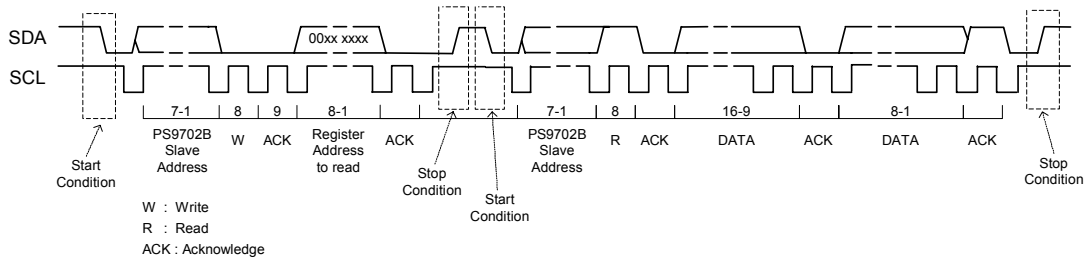 SDA
00xx xxxx
SCL
7-1 8 9 8-1 7-1 8 16-9 8-1
PS9702B
Slave
Address
W
ACK
Register
Address
to read
ACK
PS9702B
Slave
Address
R
ACK
DATA
ACK
DATA
ACK
Start
Condition
Stop
Condition
Start
Condition
Stop
Condition
W : Write
R : Read
ACK : Acknowledge